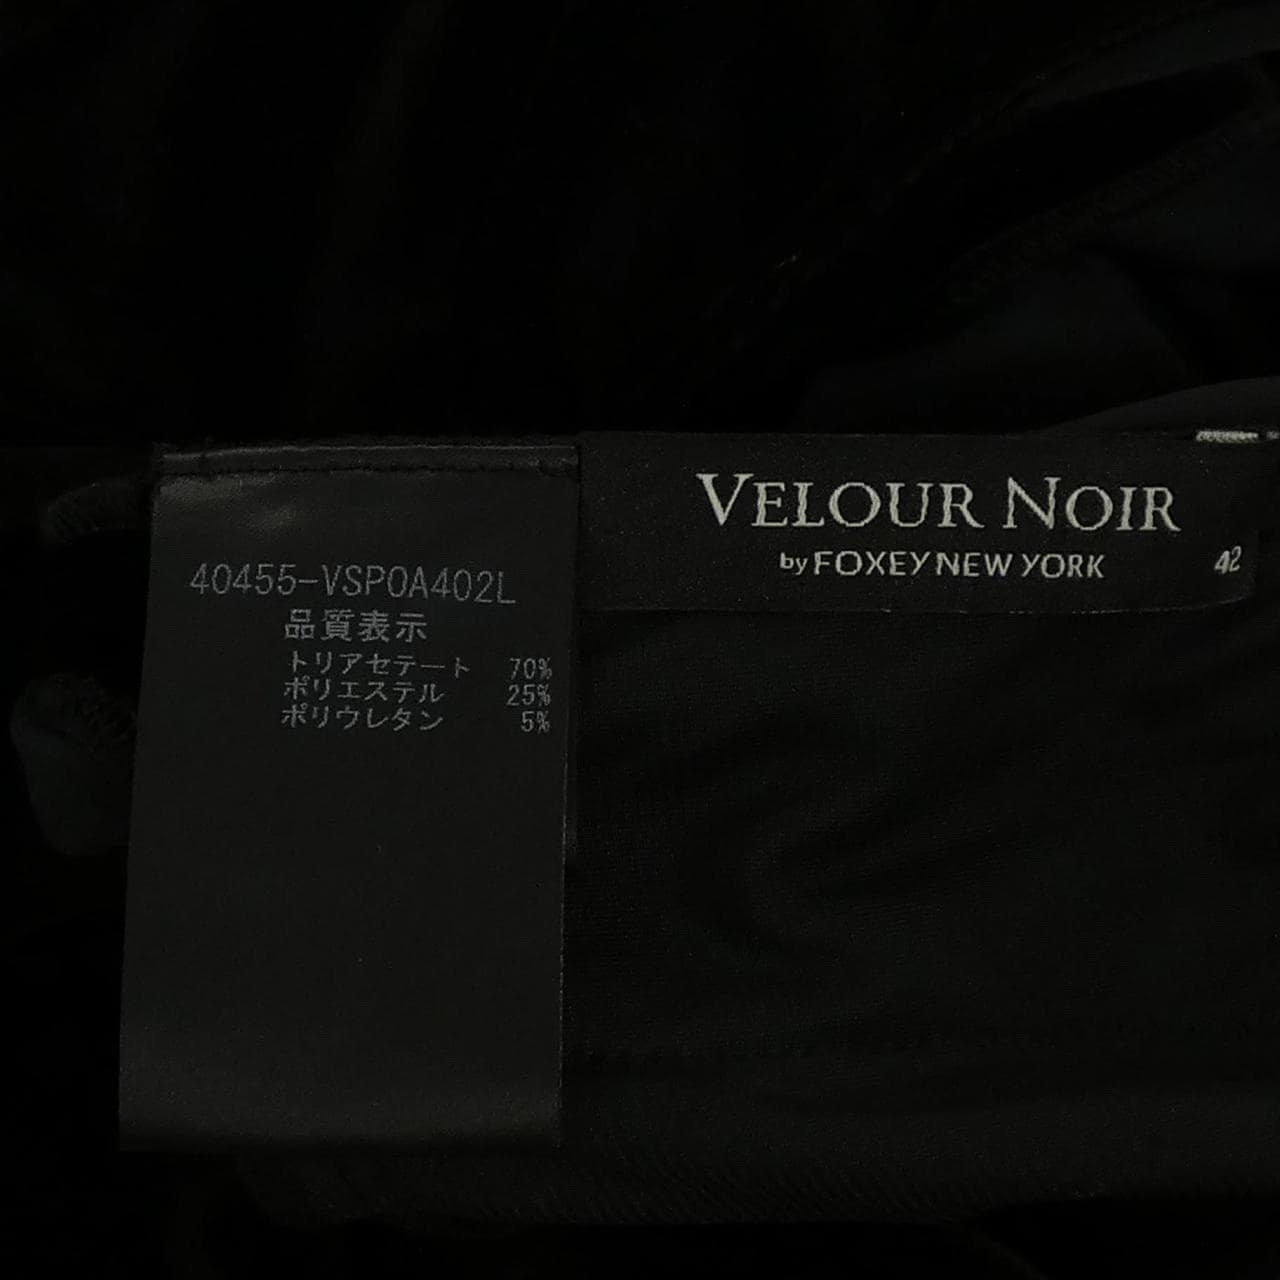 VELOUR NOIR
by FOXEY NEW YORK
42
40455-VSPOA402L
品質表示
トリアセテート 70%
ポリエステル 25%
ポリウレタン 5%